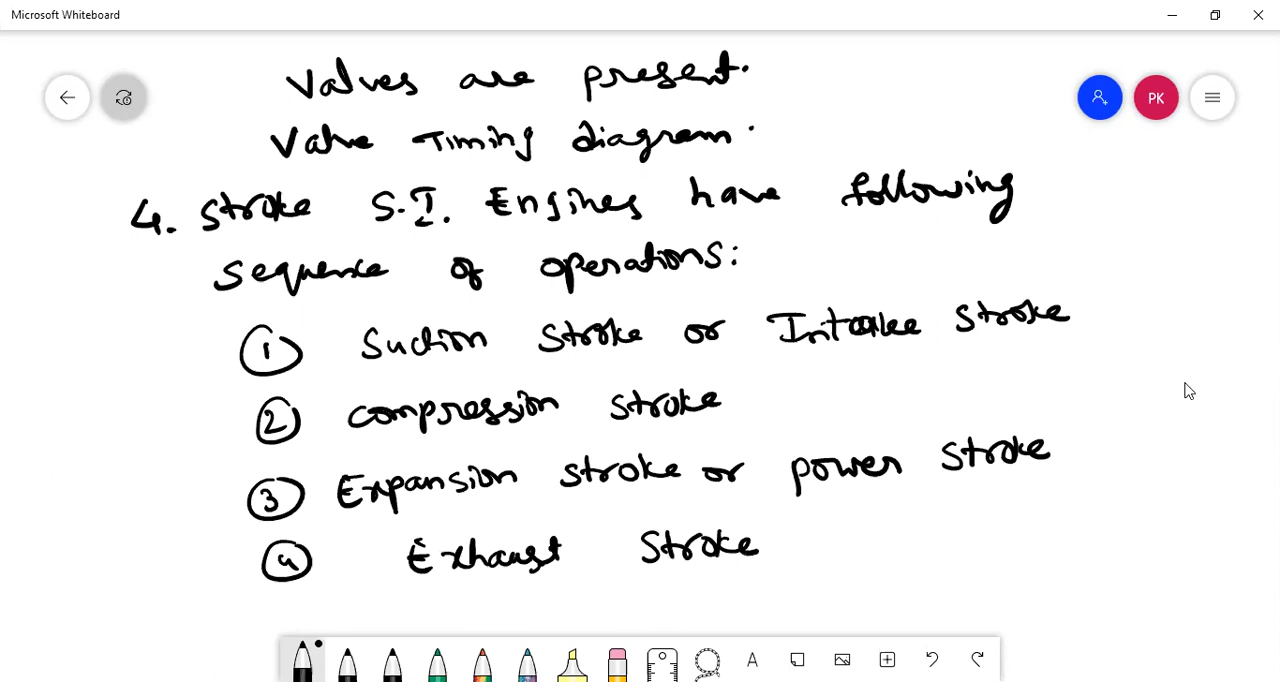 Microsoft Whiteboard
Valves are present.
Valve Timing diagram.
PK
4. Stroke S.I. Engines have following
sequence of operations:
1 Suction stroke or Intake stroke
2 compression stroke
3 Expansion stroke or power stroke
4 Exhaust Stroke
A